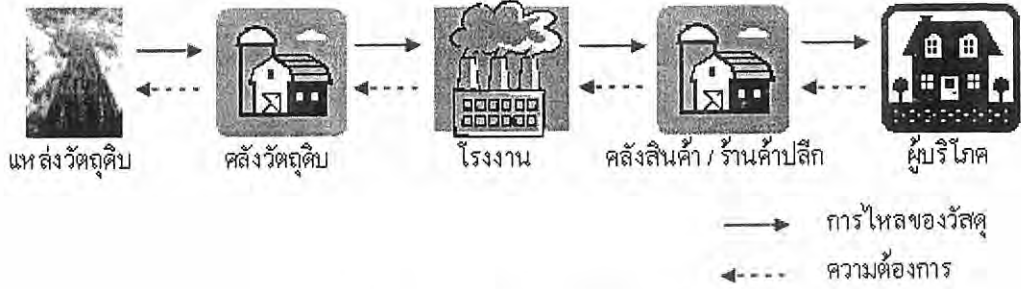 แหล่งวัตถุดิบ
คลังวัตถุดิบ
โรงงาน
คลังสินค้า / ร้านค้าปลีก
ผู้บริโภค
การไหลของวัสดุ
ความต้องการ